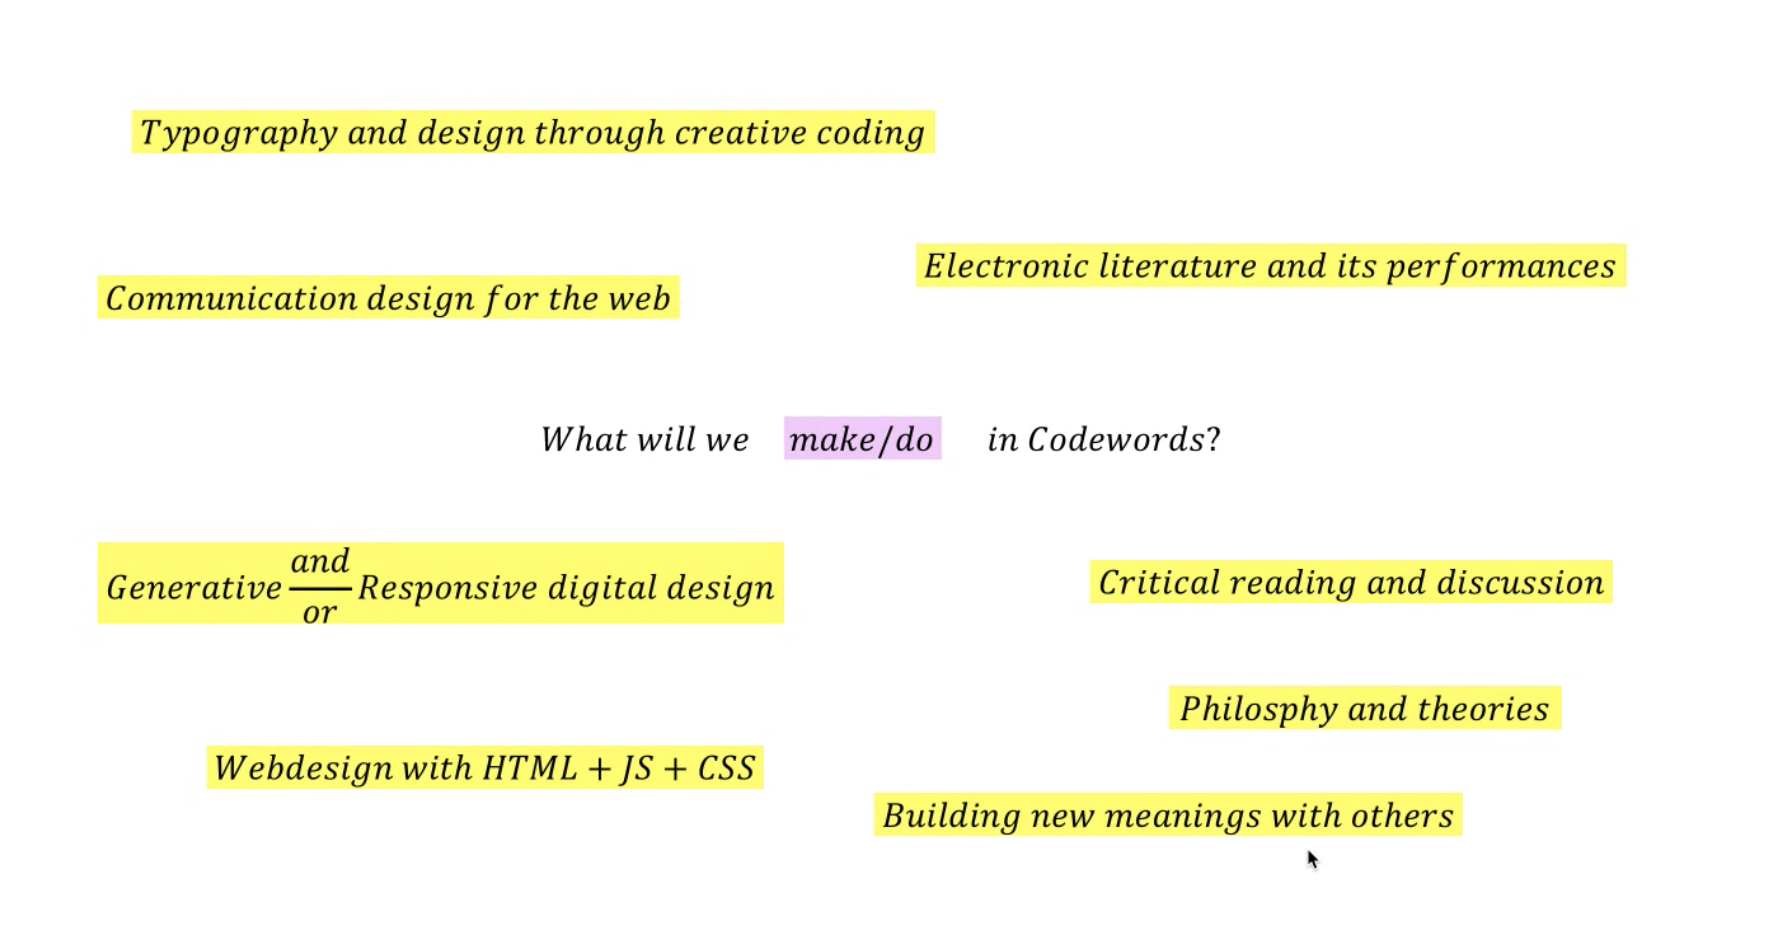 Typography and design through creative coding
Electronic literature and its performances
Communication design for the web
What will we make/do in Codewords?
Generative and/or Responsive digital design
Critical reading and discussion
Philosphy and theories
Webdesign with HTML + JS + CSS
Building new meanings with others